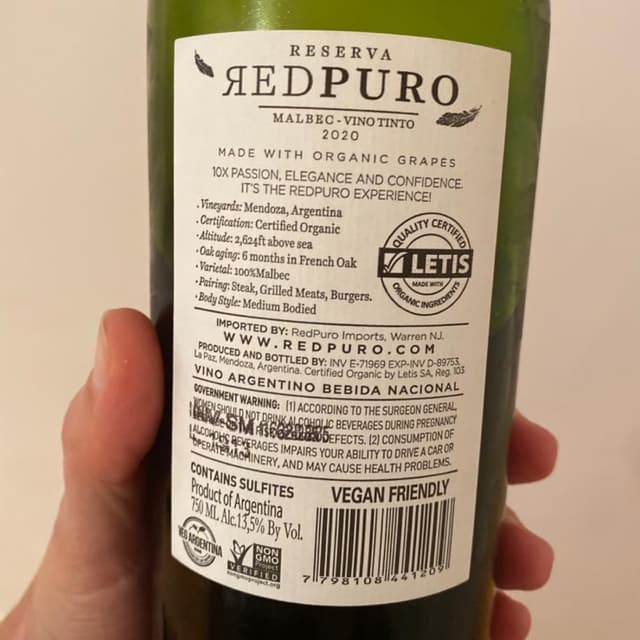 RESERVA
REDPURO
MALBEC - VINO TINTO
2020
MADE WITH ORGANIC GRAPES
10X PASSION, ELEGANCE AND CONFIDENCE.
IT'S THE REDPURO EXPERIENCE!
. Vineyards: Mendoza, Argentina
. Certification: Certified Organic
. Altitude: 2,624ft above sea
. Oak aging: 6 months in French Oak
. Varietal: 100%Malbec
. Pairing: Steak, Grilled Meats, Burgers.
. Body Style: Medium Bodied
QUALITY CERTIFIED
LETIS
MADE WITH
ORGANIC INGREDIENTS
IMPORTED BY: RedPuro Imports, Warren NJ.
WWW.REDPURO.COM
PRODUCED AND BOTTLED BY: INV E-71969 EXP-INV D-89753,
La Paz, Mendoza, Argentina. Certified Organic by Letis SA, Reg. 103
VINO ARGENTINO BEBIDA NACIONAL
GOVERNMENT WARNING: (1) ACCORDING TO THE SURGEON GENERAL,
WOMEN SHOULD NOT DRINK ALCOHOLIC BEVERAGES DURING PREGNANCY
EFFECTS. (2) CONSUMPTION OF
ALCOHOLIC BEVERAGES IMPAIRS YOUR ABILITY TO DRIVE A CAR OR
OPERATE MACHINERY, AND MAY CAUSE HEALTH PROBLEMS.
CONTAINS SULFITES
Product of Argentina
750 ML Alc.13,5% By Vol.
VEG ARGENTINA
NON
GMO
Project
VERIFIED
nongmoproject.org
VEGAN FRIENDLY
7 798108 441209